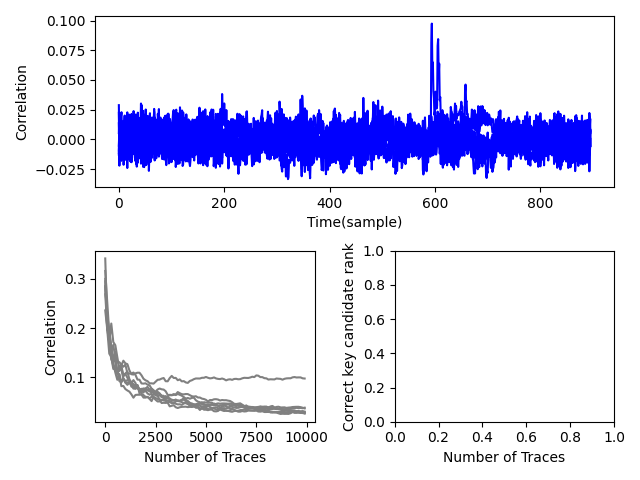 0.100
0.075
0.050
0.025
0.000
−0.025
Correlation
0 200 400 600 800
Time(sample)
0.3
0.2
0.1
Correlation
0 2500 5000 7500 10000
Number of Traces
1.0
0.8
0.6
0.4
0.2
0.0
Correct key candidate rank
0.0 0.2 0.4 0.6 0.8 1.0
Number of Traces